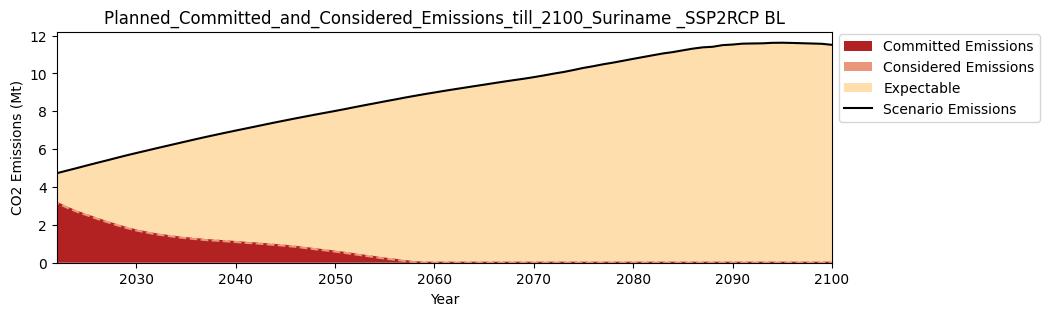 Planned_Committed_and_Considered_Emissions_till_2100_Suriname _SSP2RCP BL
CO2 Emissions (Mt)
12
10
8
6
4
2
0
2030 2040 2050 2060 2070 2080 2090 2100
Year
Committed Emissions
Considered Emissions
Expectable
Scenario Emissions